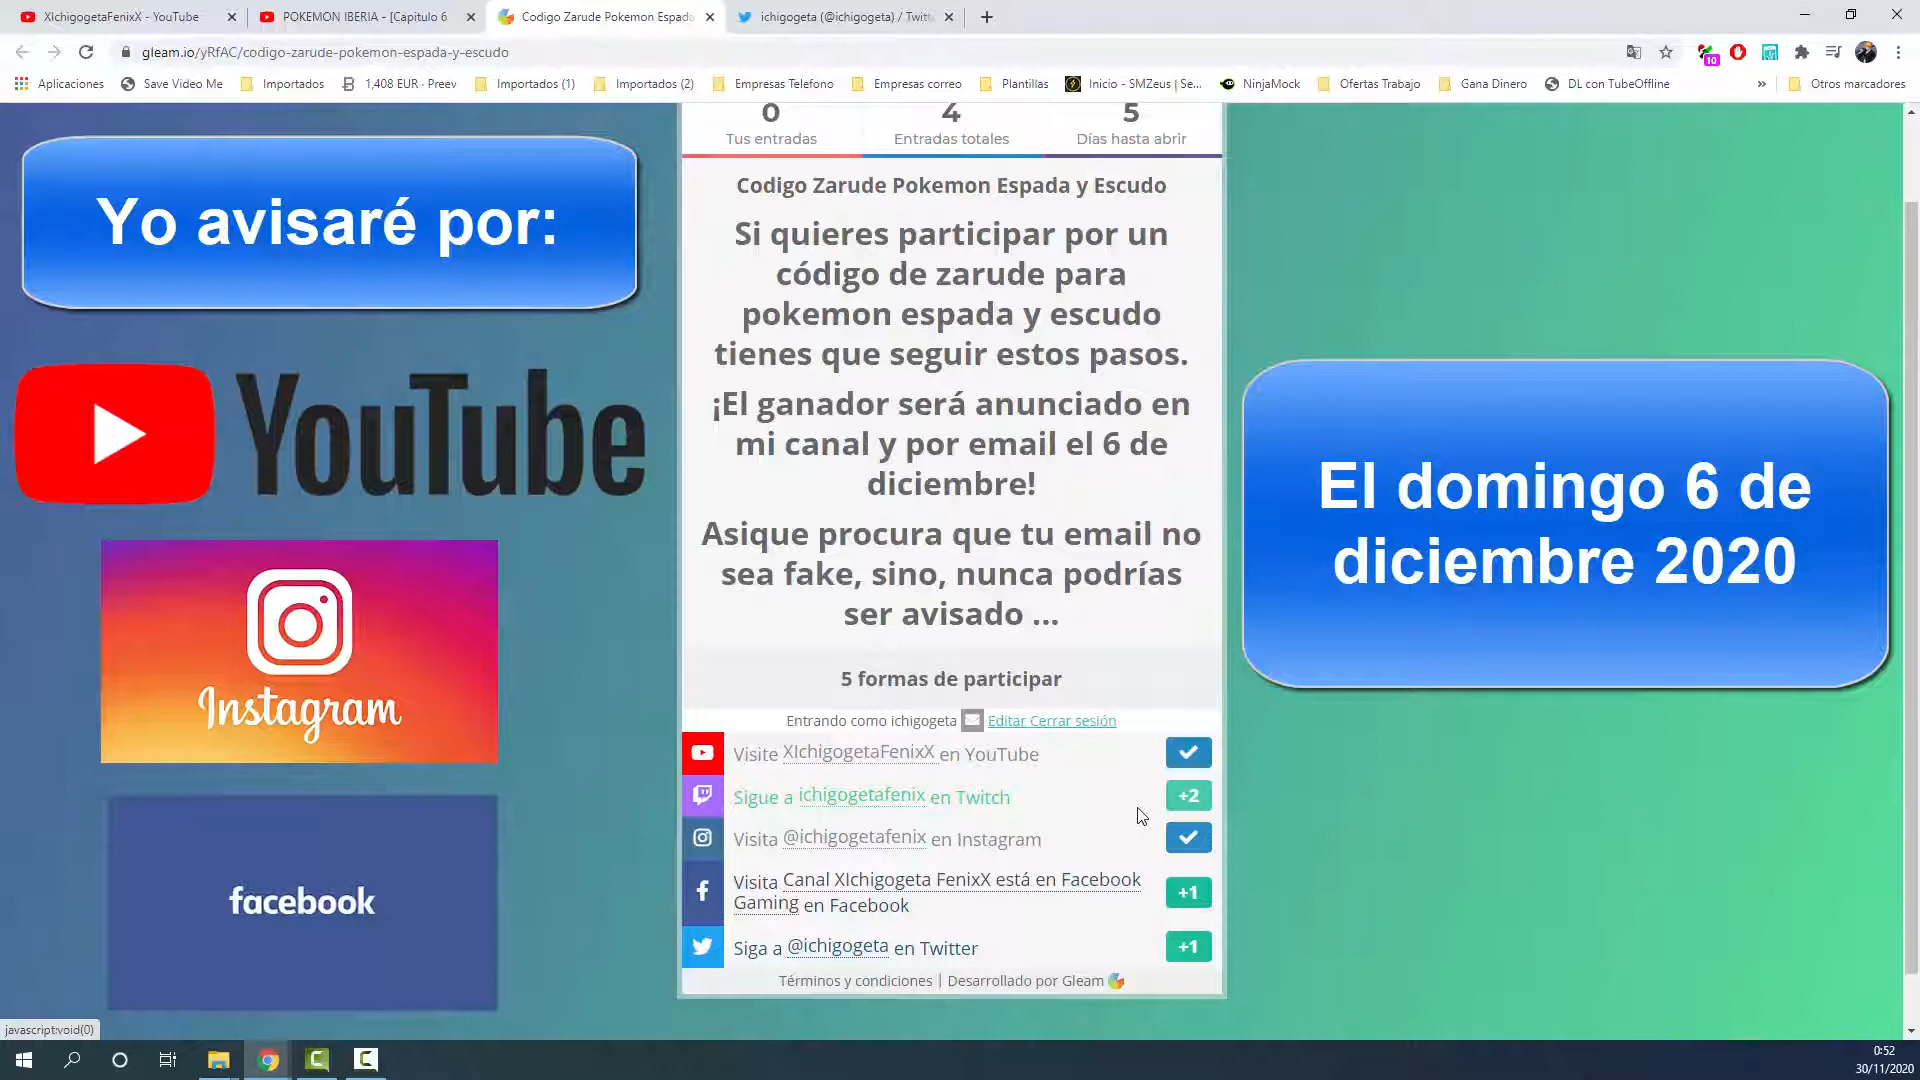 XIchigogetaFenixX - YouTube
POKEMON IBERIA - [Capitulo 6
Codigo Zarude Pokemon Espada
ichigogeta (@ichigogeta) / Twitt
gleam.io/yRfAC/codigo-zarude-pokemon-espada-y-escudo
10
Aplicaciones
Save Video Me
Importados
1,408 EUR - Preev
Importados (1)
Importados (2)
Empresas Telefono
Empresas correo
Plantillas
Inicio - SMZeus | Se...
NinjaMock
Ofertas Trabajo
Gana Dinero
DL con TubeOffline
»
Otros marcadores
0 4 5
Tus entradas Entradas totales Días hasta abrir
Codigo Zarude Pokemon Espada y Escudo
Si quieres participar por un
código de zarude para
pokemon espada y escudo
tienes que seguir estos pasos.
¡El ganador será anunciado en
mi canal y por email el 6 de
diciembre!
Asique procura que tu email no
sea fake, sino, nunca podrías
ser avisado ...
5 formas de participar
Entrando como ichigogeta Editar Cerrar sesión
Visite XIchigogetaFenixX en YouTube
Sigue a ichigogetafenix en Twitch +2
Visita @ichigogetafenix en Instagram
Visita Canal XIchigogeta FenixX está en Facebook
Gaming en Facebook +1
Siga a @ichigogeta en Twitter +1
Términos y condiciones | Desarrollado por Gleam
Yo avisaré por:
YouTube
Instagram
facebook
El domingo 6 de
diciembre 2020
javascript:void(0)
0:52
30/11/2020